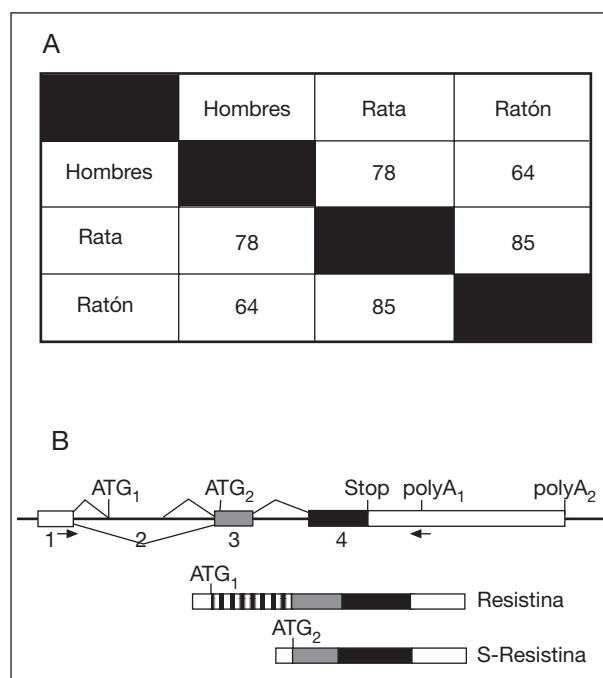 A
Hombres Rata Ratón
Hombres 78 64
Rata 78 85
Ratón 64 85
B
ATG1 ATG2 Stop polyA1 polyA2
1 2 3 4
ATG1
Resistina
ATG2
S-Resistina